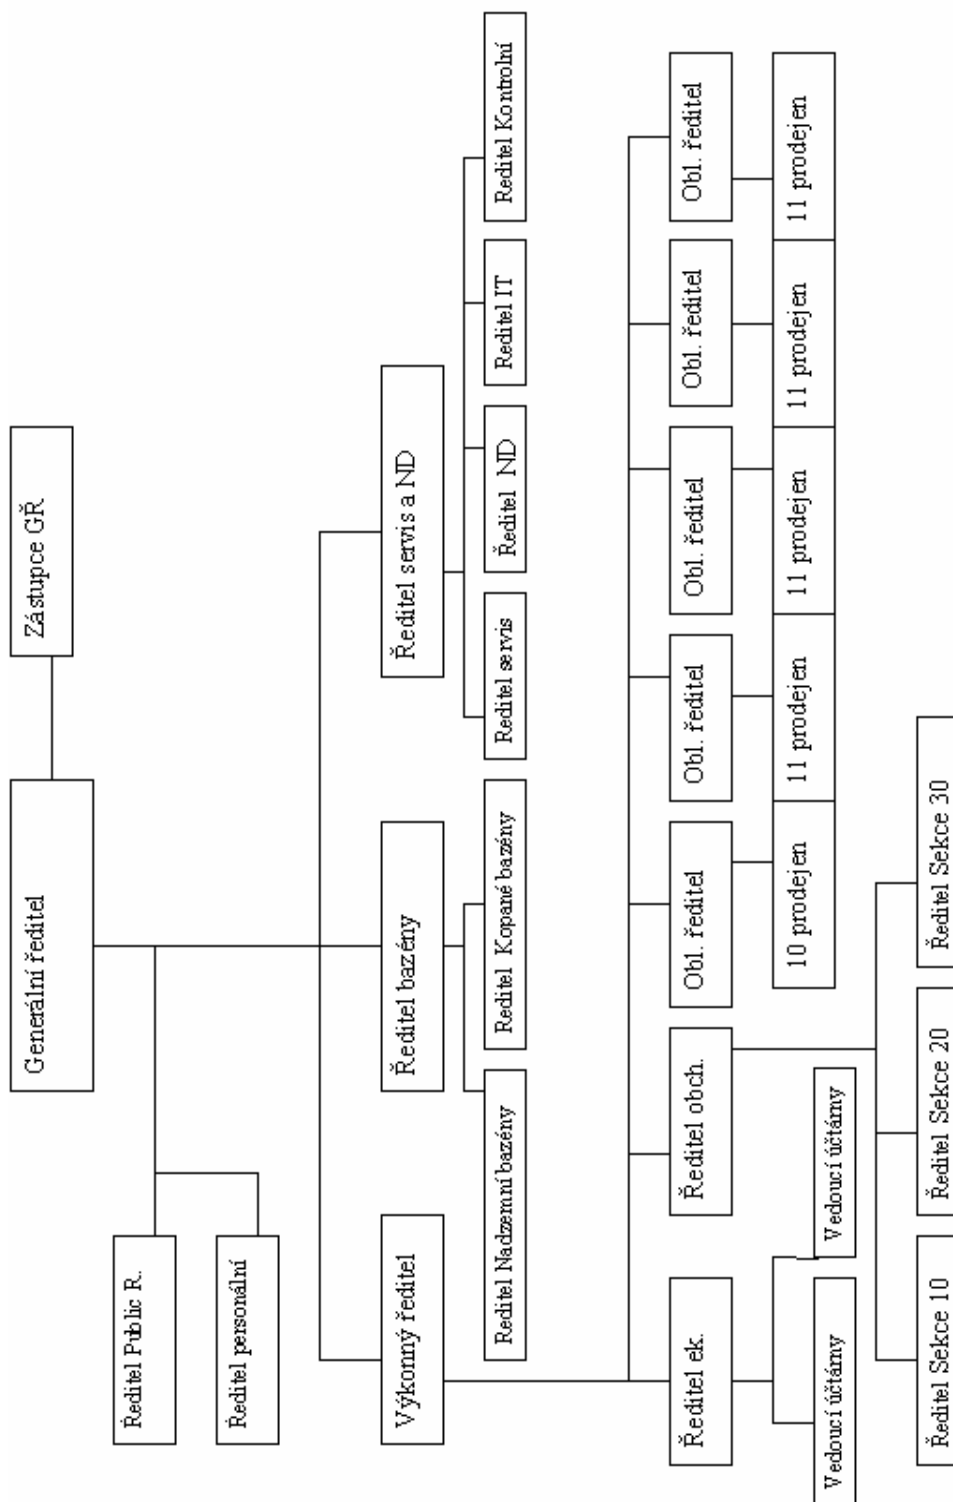 Generální ředitel
Zástupce GŘ
Ředitel Public R.
Ředitel personální
Výkonný ředitel
Ředitel bazény
Ředitel servis a ND
Reditel Nadzemní bazény
Reditel Kopané bazény
Reditel servis
Ředitel ND
Reditel IT
Reditel Kontrolní
Ředitel ek.
Ředitel obch.
Obl. ředitel
Obl. ředitel
Obl. ředitel
Obl. ředitel
Obl. ředitel
10 prodejen
11 prodejen
11 prodejen
11 prodejen
11 prodejen
Vedoucí účtárny
Vedoucí účtárny
Ředitel Sekce 10
Ředitel Sekce 20
Ředitel Sekce 30